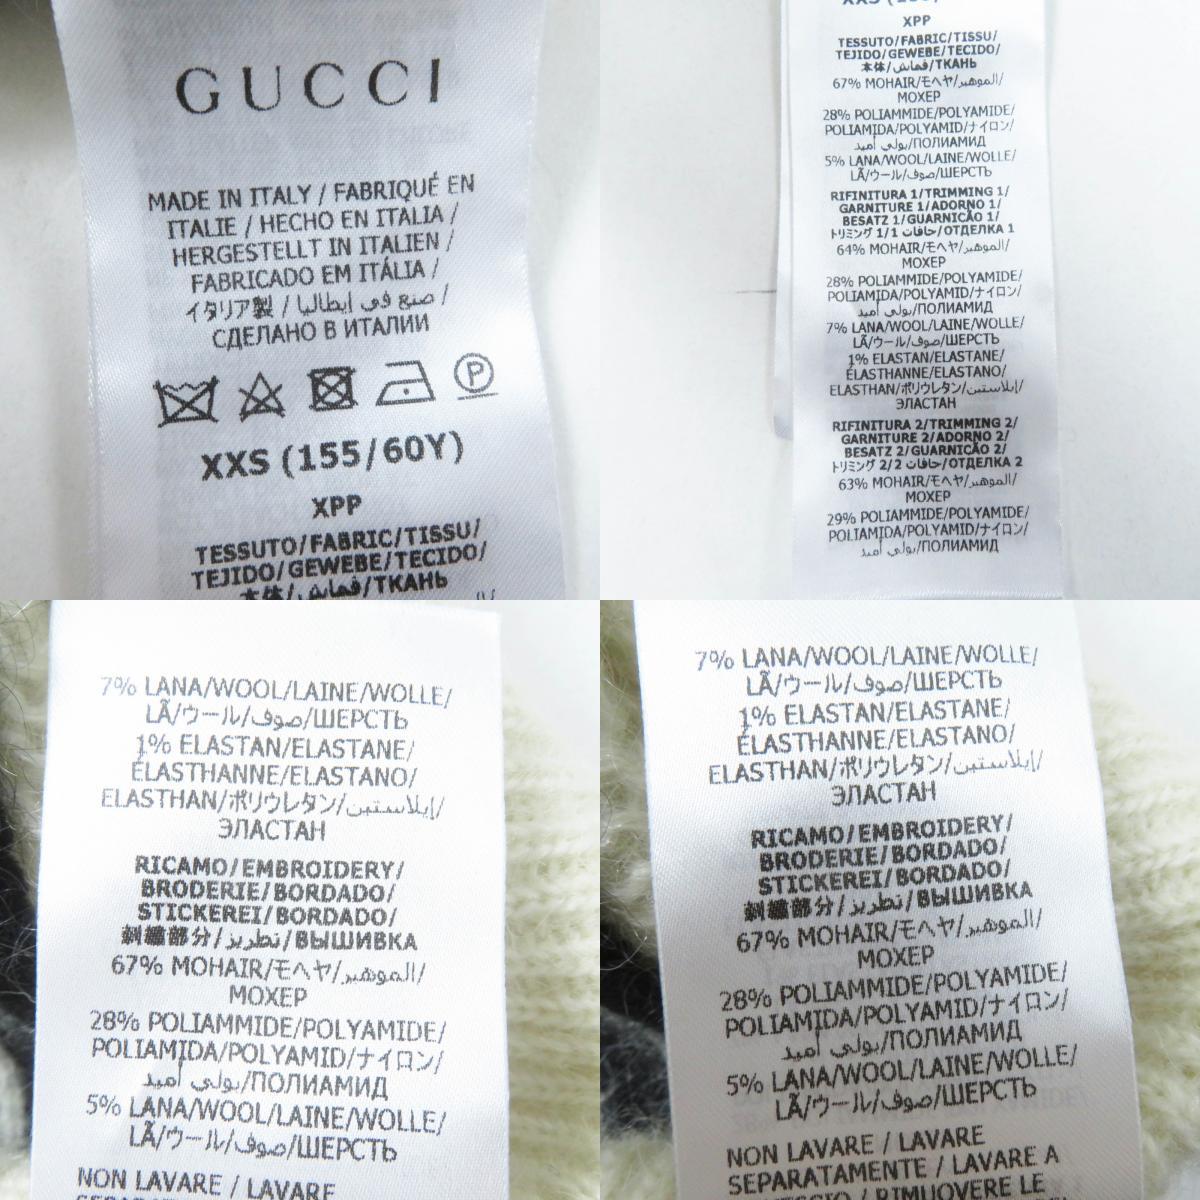 GUCCI
MADE IN ITALY / FABRIQUÉ EN
ITALIE / HECHO EN ITALIA /
HERGESTELLT IN ITALIEN /
FABRICADO EM ITÁLIA /
イタリア製 / صنع في إيطاليا /
СДЕЛАНО В ИТАЛИИ
P
XXS (155/60Y)
XPP
TESSUTO/FABRIC/TISSU/
TEJIDO/GEWEBE/TECIDO/
本体/قماش/ТКАНЬ
XPP
TESSUTO/FABRIC/TISSU/
TEJIDO/GEWEBE/TECIDO/
本体/قماش/ТКАНЬ
67% MOHAIR/モヘヤ/الموهير/
МОХЕР
28% POLIAMMIDE/POLYAMIDE/
POLIAMIDA/POLYAMID/ナイロン/
بولي أميد/ПОЛИАМИД
5% LANA/WOOL/LAINE/WOLLE/
LÃ/ウール/صوف/ШЕРСТЬ
RIFINITURA 1/TRIMMING 1/
GARNITURE 1/ADORNO 1/
BESATZ 1/GUARNICÃO 1/
トリミング 1/1 حافات/ОТДЕЛКА 1
64% MOHAIR/モヘヤ/الموهير/
МОХЕР
28% POLIAMMIDE/POLYAMIDE/
POLIAMIDA/POLYAMID/ナイロン/
بولي أميد/ПОЛИАМИД
7% LANA/WOOL/LAINE/WOLLE/
LÃ/ウール/صوف/ШЕРСТЬ
1% ELASTAN/ELASTANE/
ÉLASTHANNE/ELASTANO/
ELASTHAN/ポリウレタン/إيلاستين/
ЭЛАСТАН
RIFINITURA 2/TRIMMING 2/
GARNITURE 2/ADORNO 2/
BESATZ 2/GUARNICÃO 2/
トリミング 2/2 حافات/ОТДЕЛКА 2
63% MOHAIR/モヘヤ/الموهير/
МОХЕР
29% POLIAMMIDE/POLYAMIDE/
POLIAMIDA/POLYAMID/ナイロン/
بولي أميد/ПОЛИАМИД
7% LANA/WOOL/LAINE/WOLLE/
LÃ/ウール/صوف/ШЕРСТЬ
1% ELASTAN/ELASTANE/
ÉLASTHANNE/ELASTANO/
ELASTHAN/ポリウレタン/إيلاستين/
ЭЛАСТАН
RICAMO/EMBROIDERY/
BRODERIE/BORDADO/
STICKEREI/BORDADO/
刺繍部分/تطريز/ВЫШИВКА
67% MOHAIR/モヘヤ/الموهير/
МОХЕР
28% POLIAMMIDE/POLYAMIDE/
POLIAMIDA/POLYAMID/ナイロン/
بولي أميد/ПОЛИАМИД
5% LANA/WOOL/LAINE/WOLLE/
LÃ/ウール/صوف/ШЕРСТЬ
NON LAVARE / LAVARE
7% LANA/WOOL/LAINE/WOLLE/
LÃ/ウール/صوف/ШЕРСТЬ
1% ELASTAN/ELASTANE/
ÉLASTHANNE/ELASTANO/
ELASTHAN/ポリウレタン/إيلاستين/
ЭЛАСТАН
RICAMO/EMBROIDERY/
BRODERIE/BORDADO/
STICKEREI/BORDADO/
刺繍部分/تطريز/ВЫШИВКА
67% MOHAIR/モヘヤ/الموهير/
МОХЕР
28% POLIAMMIDE/POLYAMIDE/
POLIAMIDA/POLYAMID/ナイロン/
بولي أميد/ПОЛИАМИД
5% LANA/WOOL/LAINE/WOLLE/
LÃ/ウール/صوف/ШЕРСТЬ
NON LAVARE / LAVARE
SEPARATAMENTE / LAVARE A
/ RIMUOVERE LE